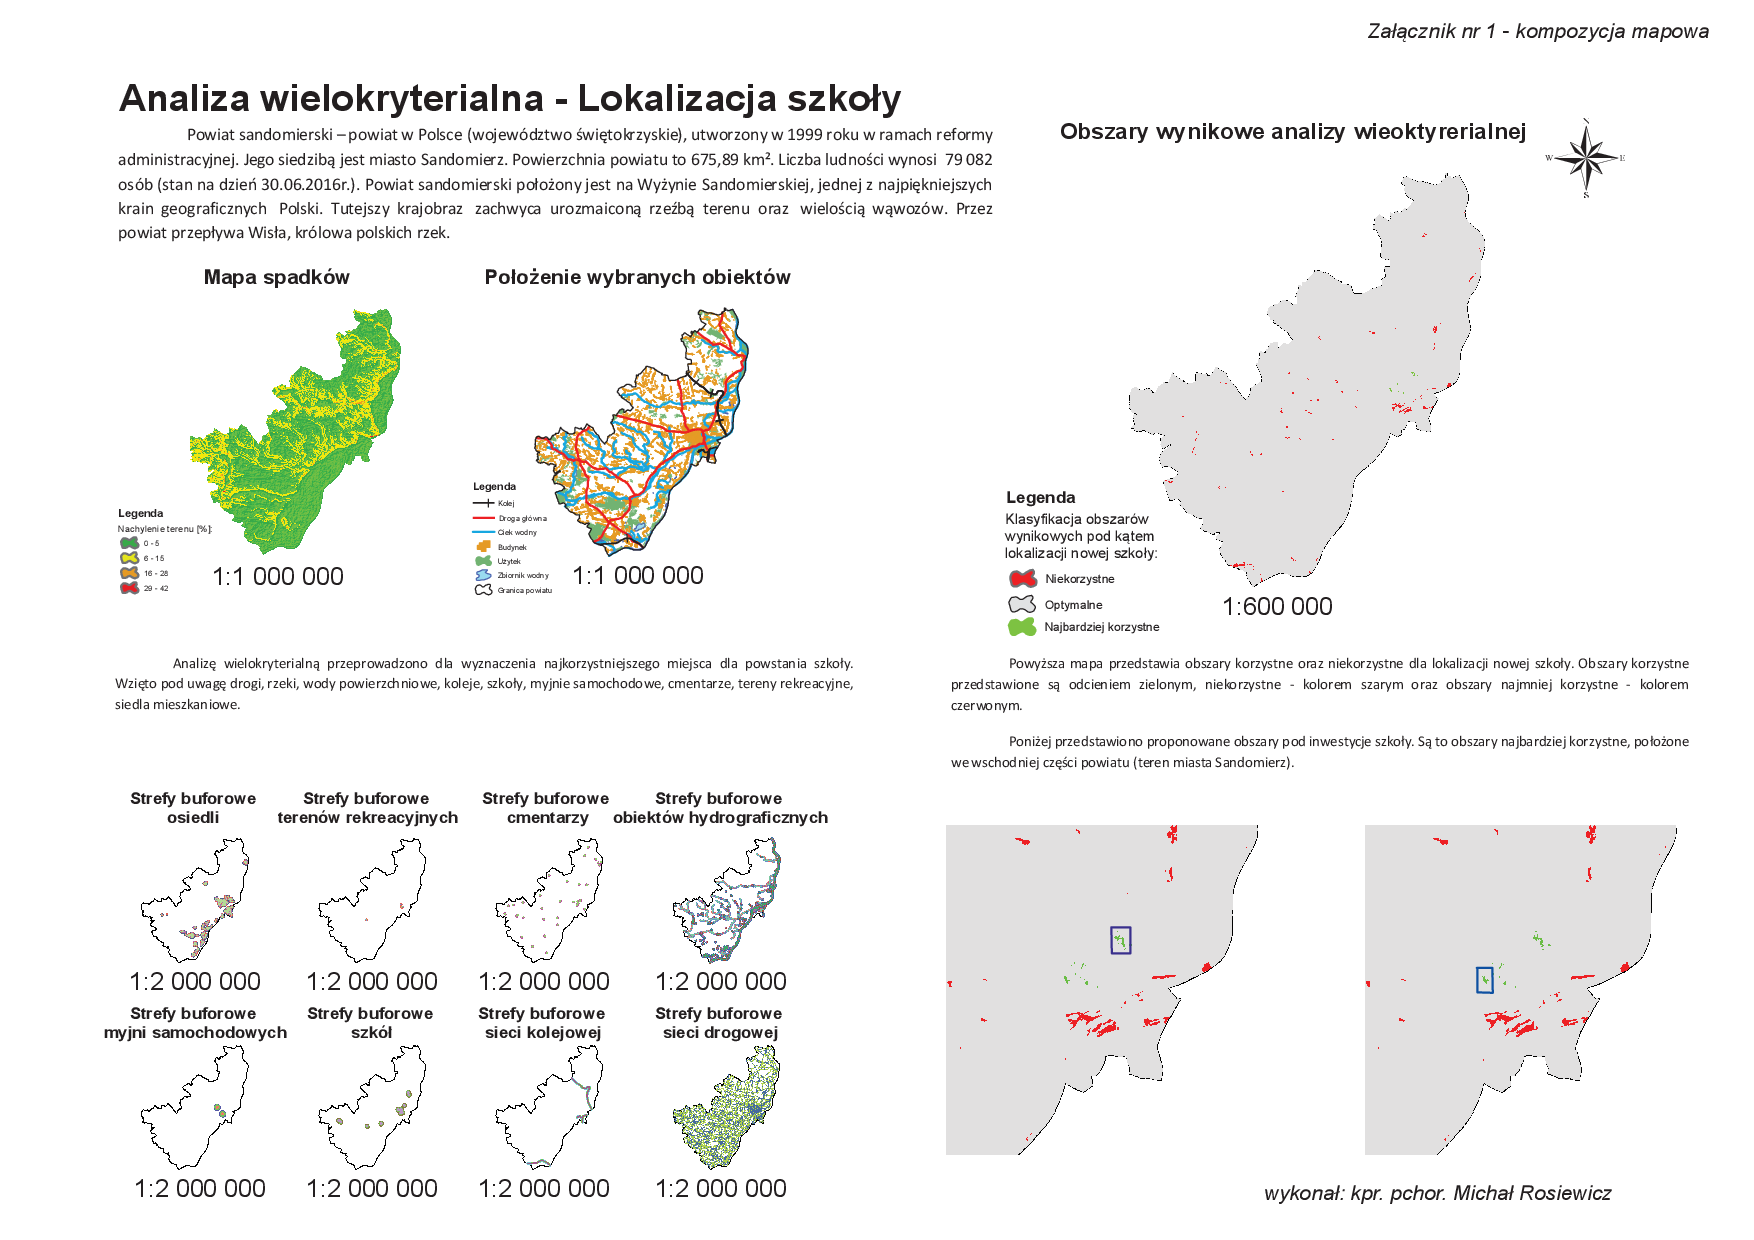 Załącznik nr 1 - kompozycja mapowa
Analiza wielokryterialna - Lokalizacja szkoły
Powiat sandomierski – powiat w Polsce (województwo świętokrzyskie), utworzony w 1999 roku w ramach reformy
administracyjnej. Jego siedzibą jest miasto Sandomierz. Powierzchnia powiatu to 675,89 km². Liczba ludności wynosi 79 082
osób (stan na dzień 30.06.2016r.). Powiat sandomierski położony jest na Wyżynie Sandomierskiej, jednej z najpiękniejszych
krain geograficznych Polski. Tutejszy krajobraz zachwyca urozmaiconą rzeźbą terenu oraz wielością wąwozów. Przez
powiat przepływa Wisła, królowa polskich rzek.
Mapa spadków
Legenda
Nachylenie terenu [%]:
0 - 5
6 - 15
16 - 28
29 - 42
1:1 000 000
Położenie wybranych obiektów
Legenda
Kolej
Droga główna
Ciek wodny
Budynek
Użytek
Zbiornik wodny
Granica powiatu
1:1 000 000
Obszary wynikowe analizy wieoktyrerialnej
N
W
E
S
Legenda
Klasyfikacja obszarów
wynikowych pod kątem
lokalizacji nowej szkoły:
Niekorzystne
Optymalne
Najbardziej korzystne
1:600 000
Analizę wielokryterialną przeprowadzono dla wyznaczenia najkorzystniejszego miejsca dla powstania szkoły.
Wzięto pod uwagę drogi, rzeki, wody powierzchniowe, koleje, szkoły, myjnie samochodowe, cmentarze, tereny rekreacyjne,
siedla mieszkaniowe.
Powyższa mapa przedstawia obszary korzystne oraz niekorzystne dla lokalizacji nowej szkoły. Obszary korzystne
przedstawione są odcieniem zielonym, niekorzystne - kolorem szarym oraz obszary najmniej korzystne - kolorem
czerwonym.
Poniżej przedstawiono proponowane obszary pod inwestycje szkoły. Są to obszary najbardziej korzystne, położone
we wschodniej części powiatu (teren miasta Sandomierz).
Strefy buforowe
osiedli
1:2 000 000
Strefy buforowe
terenów rekreacyjnych
1:2 000 000
Strefy buforowe
cmentarzy
1:2 000 000
Strefy buforowe
obiektów hydrograficznych
1:2 000 000
Strefy buforowe
myjni samochodowych
1:2 000 000
Strefy buforowe
szkól
1:2 000 000
Strefy buforowe
sieci kolejowej
1:2 000 000
Strefy buforowe
sieci drogowej
1:2 000 000
wykonał: kpr. pchor. Michał Rosiewicz